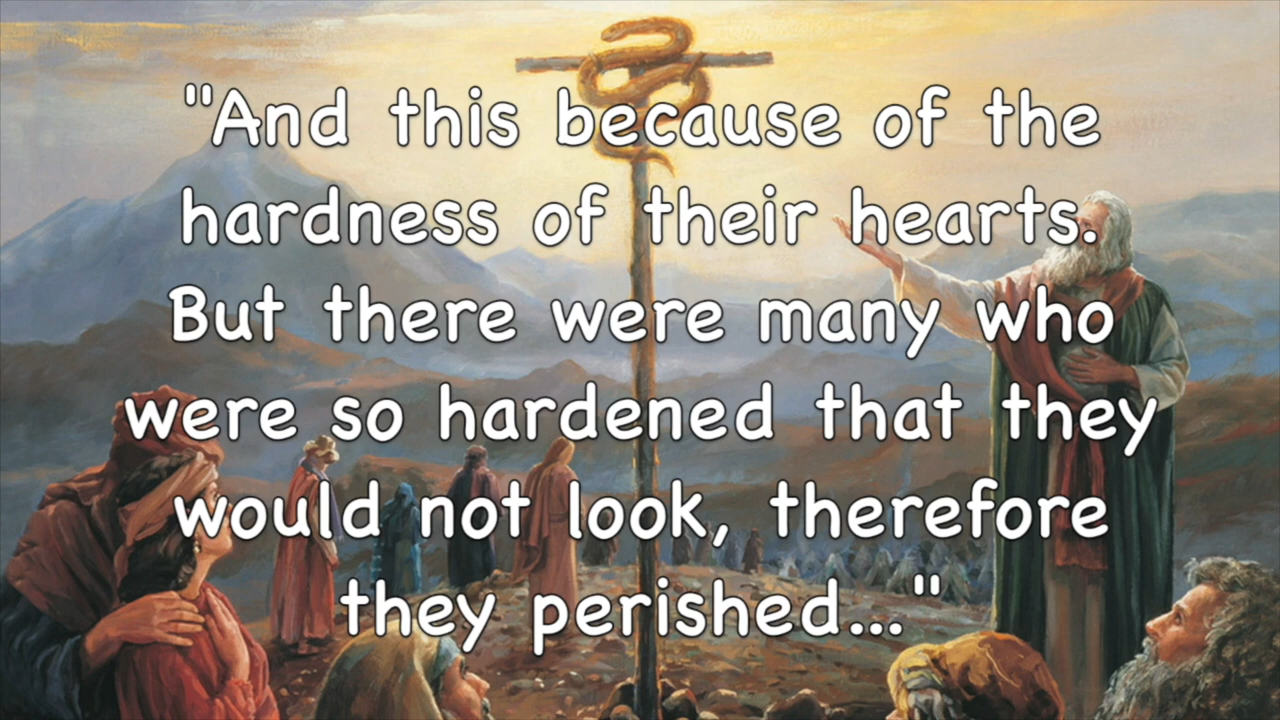 "And this because of the
hardness of their hearts.
But there were many who
were so hardened that they
would not look, therefore
they perished..."